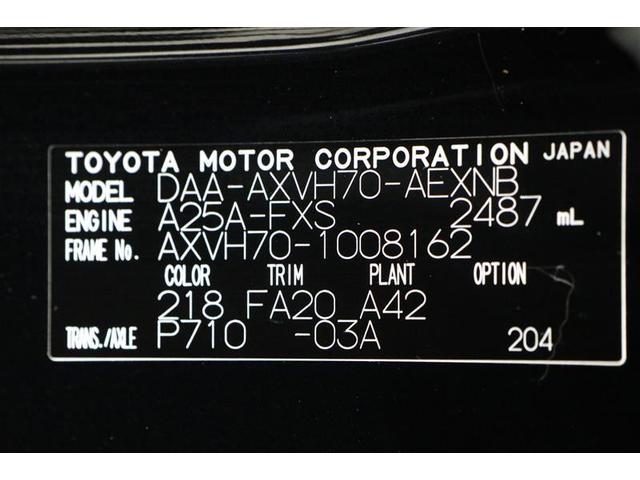 TOYOTA MOTOR CORPORATION JAPAN
MODEL DAA-AXVH70-AEXNB
ENGINE A25A-FXS 2487 mL
FRAME No. AXVH70-1008162
COLOR TRIM PLANT OPTION
218 FA20 A42
TRANS./AXLE P710 -03A 204